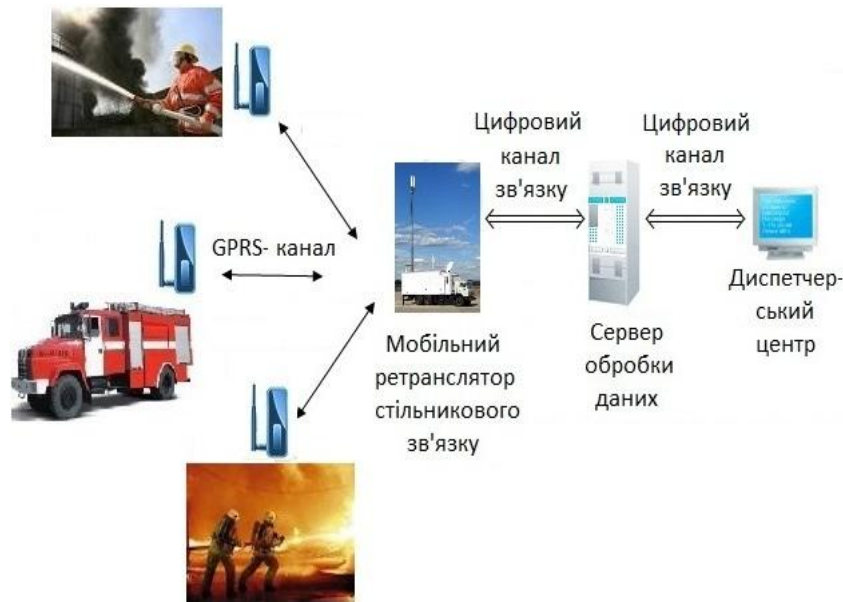 Цифровий
канал
зв'язку
Цифровий
канал
зв'язку
GPRS- канал
Мобільний
ретранслятор
стільникового
зв'язку
Сервер
обробки
даних
Диспетчер-
ський
центр